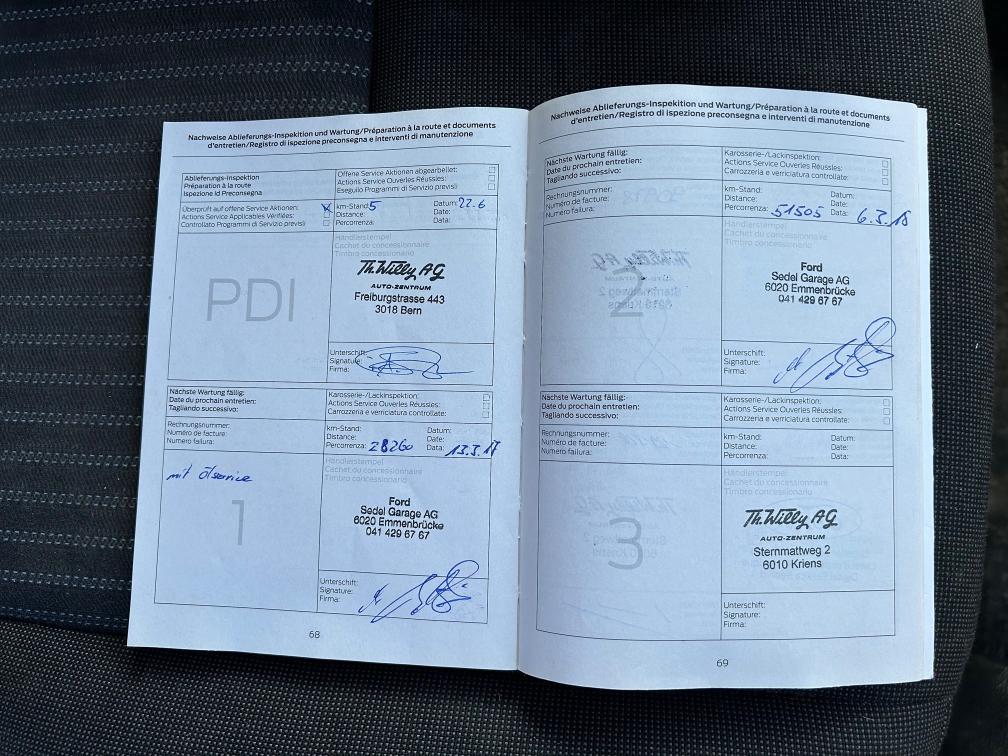 Nachweise Ablieferungs-Inspektion und Wartung/Préparation à la route et documents
d'entretien/Registro di ispezione preconsegna e interventi di manutenzione
Ablieferungs-Inspektion
Préparation à la route
Ispezione id Preconsegna
Offene Service Aktionen abgearbeitet:
Actions Service Ouverles Réussies:
Eseguilo Programmi di Servizio previsli
Überprüft auf offene Service Aktionen:
Actions Service Applicables Vérifiées:
Controllato Programmi di Servizio previsli
X
km-Stand: 5
Distance:
Percorrenza:
Datum: 22.6
Date:
Data:
PDI
Händlerstempel
Cachet du concessionnaire
Timbro concessionario
Th. Willy AG
AUTO-ZENTRUM
Freiburgstrasse 443
3018 Bern
Unterschrift:
Signature:
Firma:
Nächste Wartung fällig:
Date du prochain entretien:
Tagliando successivo:
Karosserie-/Lackinspektion:
Actions Service Ouverles Réussies:
Carrozzeria e verriciatura controllate:
Rechnungsnummer:
Numéro de facture:
Numero failura:
km-Stand:
Distance:
Percorrenza: 28260
Datum:
Date:
Data: 13.3.17
mit Ölservice
1
Händlerstempel
Cachet du concessionnaire
Timbro concessionario
Ford
Sedel Garage AG
6020 Emmenbrücke
041 429 67 67
Unterschrift:
Signature:
Firma:
68
Nachweise Ablieferungs-Inspektion und Wartung/Préparation à la route et documents
d'entretien/Registro di ispezione preconsegna e interventi di manutenzione
Nächste Wartung fällig:
Date du prochain entretien:
Tagliando successivo:
Karosserie-/Lackinspektion:
Actions Service Ouverles Réussies:
Carrozzeria e verriciatura controllate:
Rechnungsnummer:
Numéro de facture:
Numero failura:
km-Stand:
Distance:
Percorrenza: 51505
Datum:
Date:
Data: 6.3.18
2
Händlerstempel
Cachet du concessionnaire
Timbro concessionario
Ford
Sedel Garage AG
6020 Emmenbrücke
041 429 67 67
Unterschrift:
Signature:
Firma:
Nächste Wartung fällig:
Date du prochain entretien:
Tagliando successivo:
Karosserie-/Lackinspektion:
Actions Service Ouverles Réussies:
Carrozzeria e verriciatura controllate:
Rechnungsnummer:
Numéro de facture:
Numero failura:
km-Stand:
Distance:
Percorrenza:
Datum:
Date:
Data:
3
Händlerstempel
Cachet du concessionnaire
Timbro concessionario
Th. Willy AG
AUTO-ZENTRUM
Sternmattweg 2
6010 Kriens
Unterschrift:
Signature:
Firma:
69